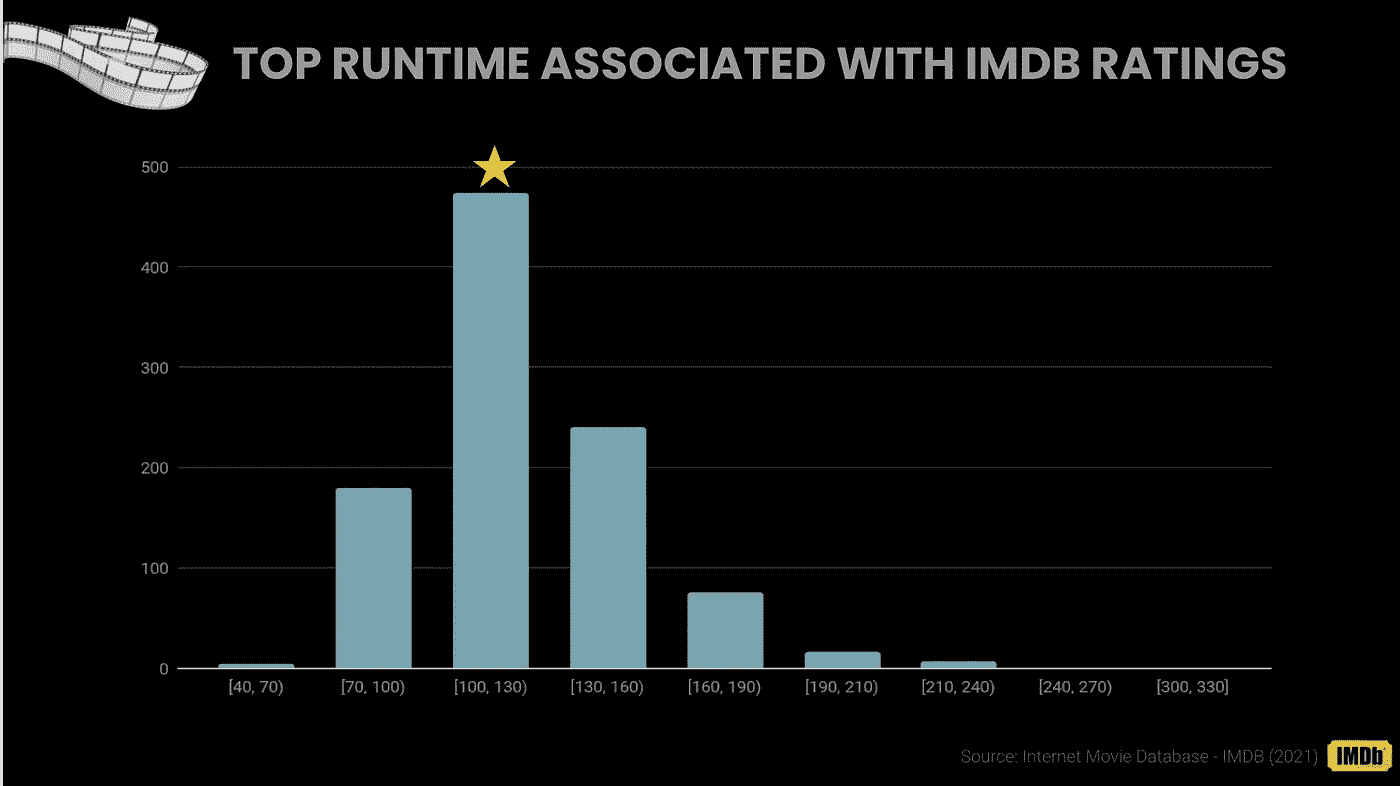 TOP RUNTIME ASSOCIATED WITH IMDB RATINGS
500
400
300
200
100
0
[40, 70) [70, 100) [100, 130) [130, 160) [160, 190) [190, 210) [210, 240) [240, 270) [300, 330]
Source: Internet Movie Database - IMDB (2021) IMDb